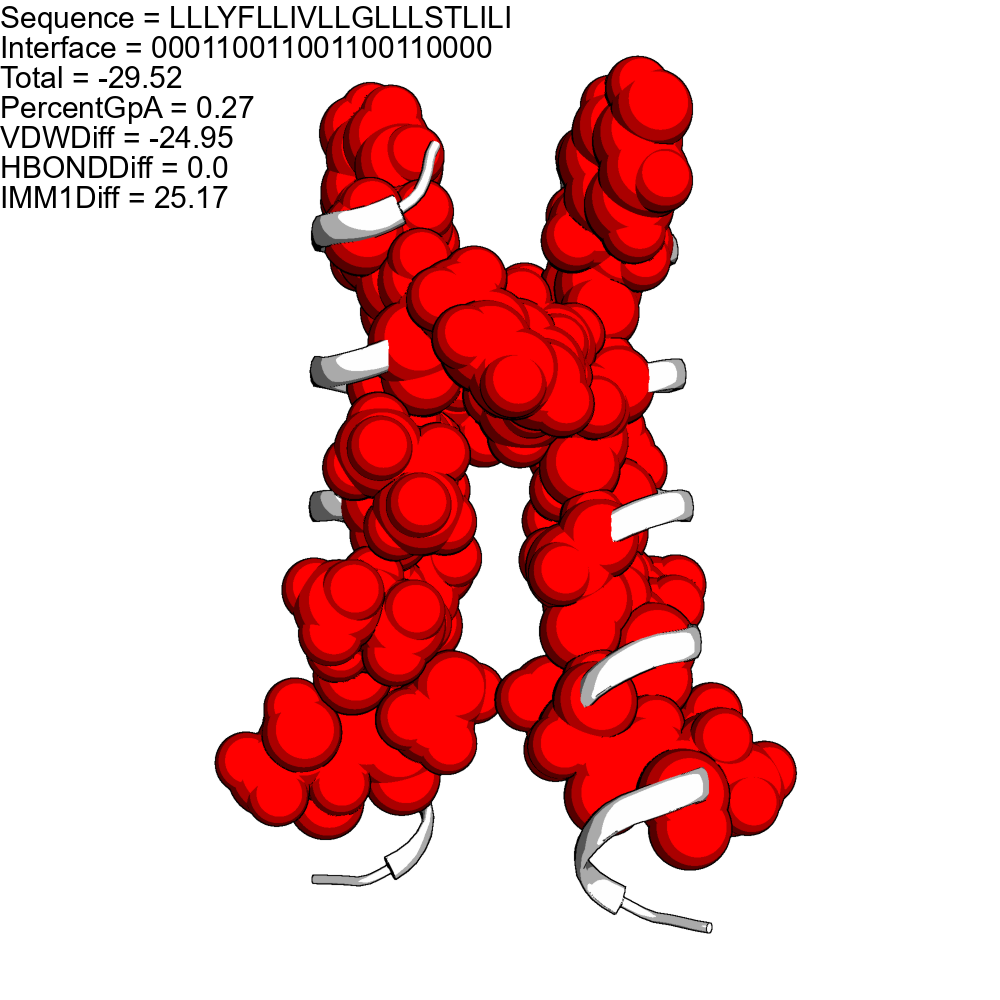 Sequence = LLLYFLLIVLLGLLLSTLILI
Interface = 000110011001100110000
Total = -29.52
PercentGpA = 0.27
VDWDiff = -24.95
HBONDDiff = 0.0
IMM1Diff = 25.17